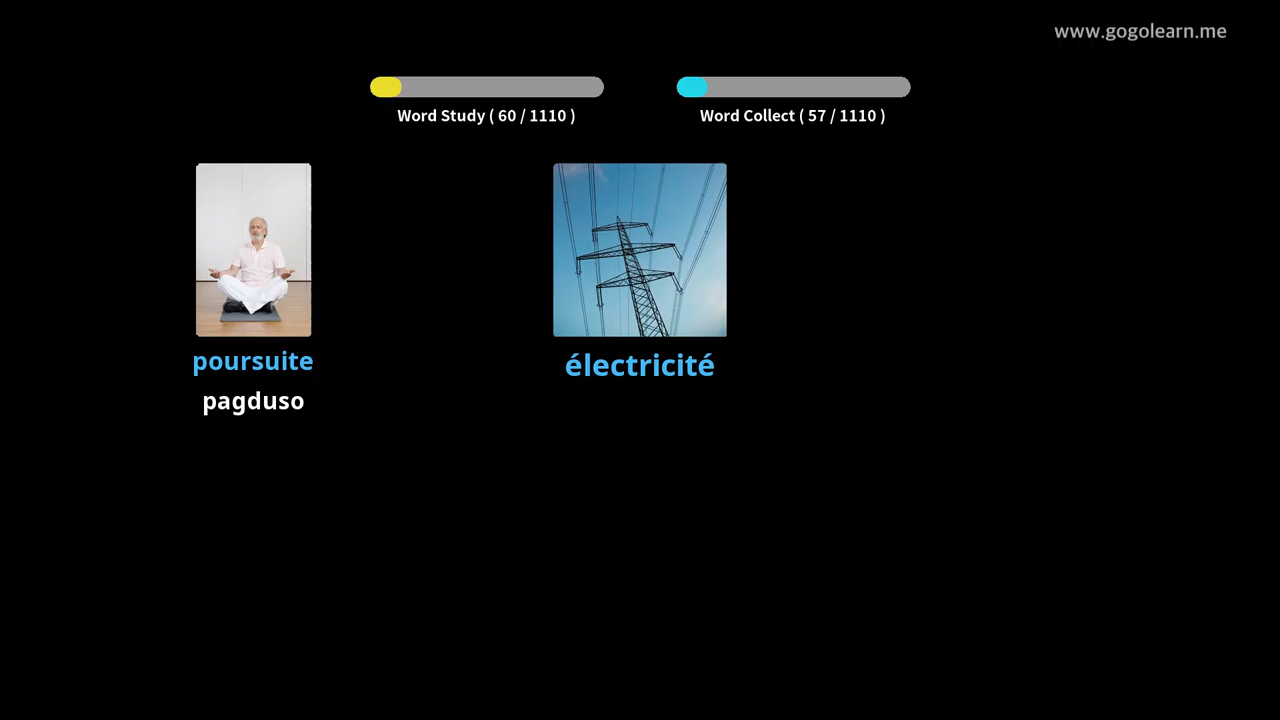 www.gogolearn.me
Word Study ( 60 / 1110 )
Word Collect ( 57 / 1110 )
poursuite
pagduso
électricité